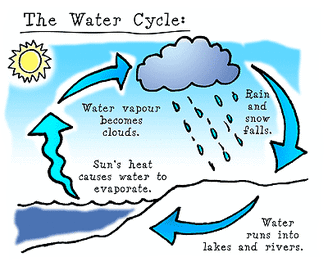 The Water Cycle:
Water vapour
becomes
clouds.
Rain
and
snow
falls.
Sun's heat
causes water to
evaporate.
Water
runs into
lakes and rivers.